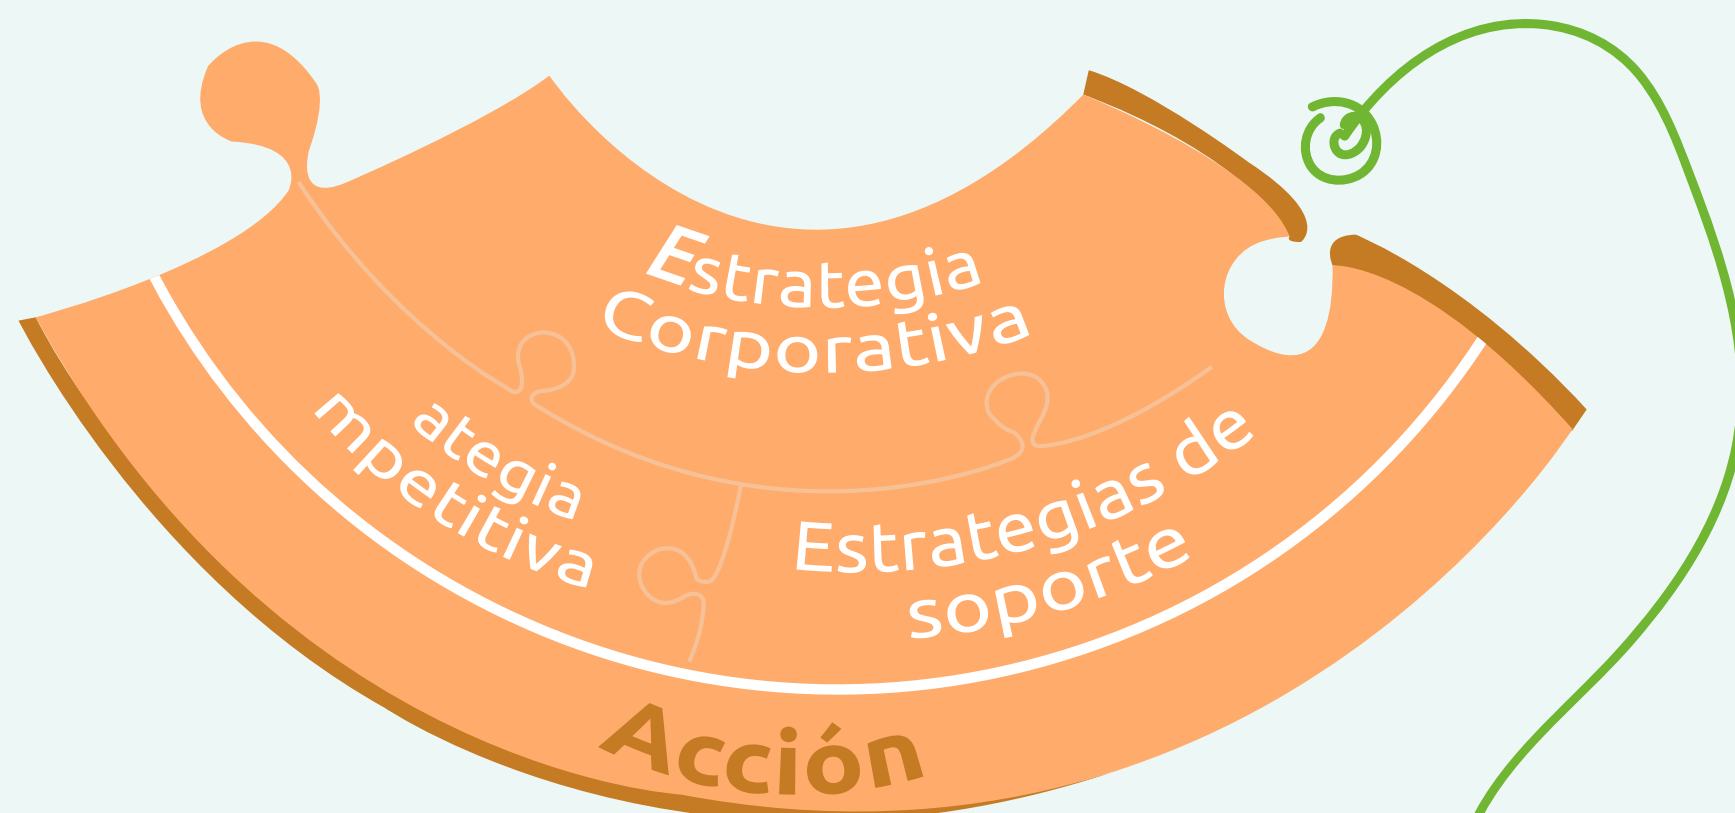 Estrategia
Corporativa
ategia
mpetitiva
Estrategias de
soporte
Acción